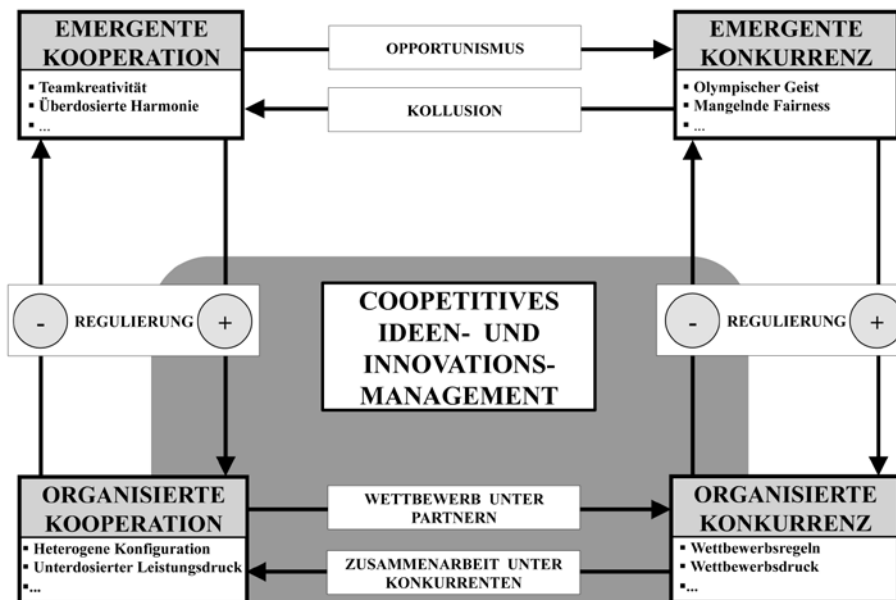 EMERGENTE
KOOPERATION
▪ Teamkreativität
▪ Überdosierte Harmonie
▪ ...
OPPORTUNISMUS
KOLLUSION
EMERGENTE
KONKURRENZ
▪ Olympischer Geist
▪ Mangelnde Fairness
▪ ...
- REGULIERUNG +
COOPETITIVES
IDEEN- UND
INNOVATIONS-
MANAGEMENT
- REGULIERUNG +
ORGANISIERTE
KOOPERATION
▪ Heterogene Konfiguration
▪ Unterdosierter Leistungsdruck
▪...
WETTBEWERB UNTER
PARTNERN
ZUSAMMENARBEIT UNTER
KONKURRENTEN
ORGANISIERTE
KONKURRENZ
▪ Wettbewerbsregeln
▪ Wettbewerbsdruck
▪...